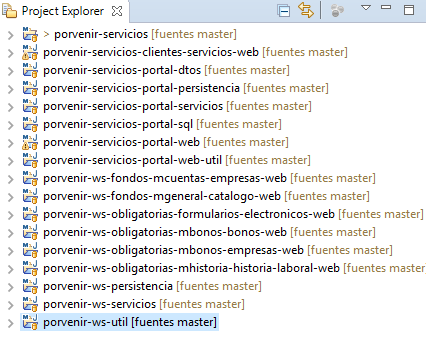 Project Explorer
> porvenir-servicios [fuentes master]
porvenir-servicios-clientes-servicios-web [fuentes master]
porvenir-servicios-portal-dtos [fuentes master]
porvenir-servicios-portal-persistencia [fuentes master]
porvenir-servicios-portal-servicios [fuentes master]
porvenir-servicios-portal-sql [fuentes master]
porvenir-servicios-portal-web [fuentes master]
porvenir-servicios-portal-web-util [fuentes master]
porvenir-ws-fondos-mcuentas-empresas-web [fuentes master]
porvenir-ws-fondos-mgeneral-catalogo-web [fuentes master]
porvenir-ws-obligatorias-formularios-electronicos-web [fuentes master]
porvenir-ws-obligatorias-mbonos-bonos-web [fuentes master]
porvenir-ws-obligatorias-mbonos-empresas-web [fuentes master]
porvenir-ws-obligatorias-mhistoria-historia-laboral-web [fuentes master]
porvenir-ws-persistencia [fuentes master]
porvenir-ws-servicios [fuentes master]
porvenir-ws-util [fuentes master]